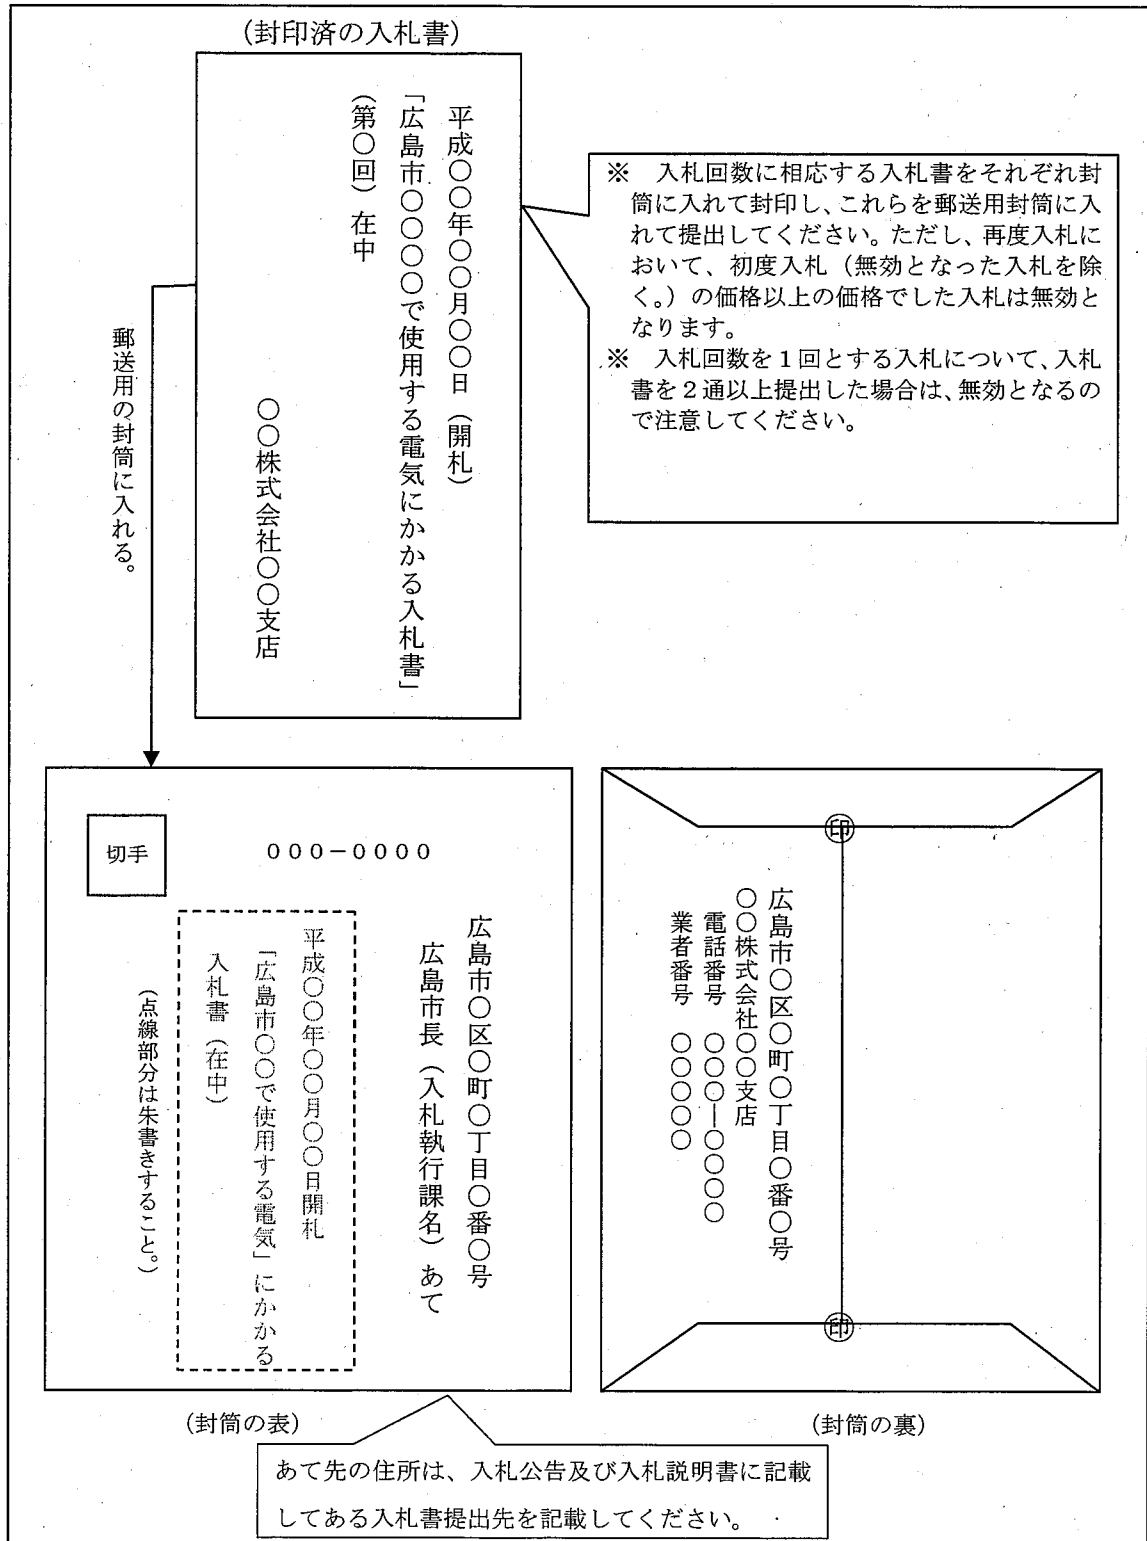 (封印済の入札書)
平成〇〇年〇〇月〇〇日(開札)
「広島市〇〇〇〇で使用する電気にかかる入札書」
(第〇回)在中
〇〇株式会社〇〇支店
※　入札回数に相応する入札書をそれぞれ封
筒に入れて封印し、これらを郵送用封筒に入
れて提出してください。ただし、再度入札に
おいて、初度入札（無効となった入札を除
く。）の価格以上の価格でした入札は無効と
なります。
※　入札回数を1回とする入札について、入札
書を2通以上提出した場合は、無効となるの
で注意してください。
郵送用の封筒に入れる。
切手
000-0000
広島市〇区〇町〇丁目〇番〇号
広島市長（入札執行課名）あて
平成〇〇年〇〇月〇〇日開札
「広島市〇〇で使用する電気」にかかる
入札書（在中）
(点線部分は朱書きすること。)
(封筒の表)
印
広島市〇区〇町〇丁目〇番〇号
〇〇株式会社〇〇支店
電話番号　〇〇〇―〇〇〇〇
業者番号　〇〇〇〇〇
印
(封筒の裏)
あて先の住所は、入札公告及び入札説明書に記載
してある入札書提出先を記載してください。